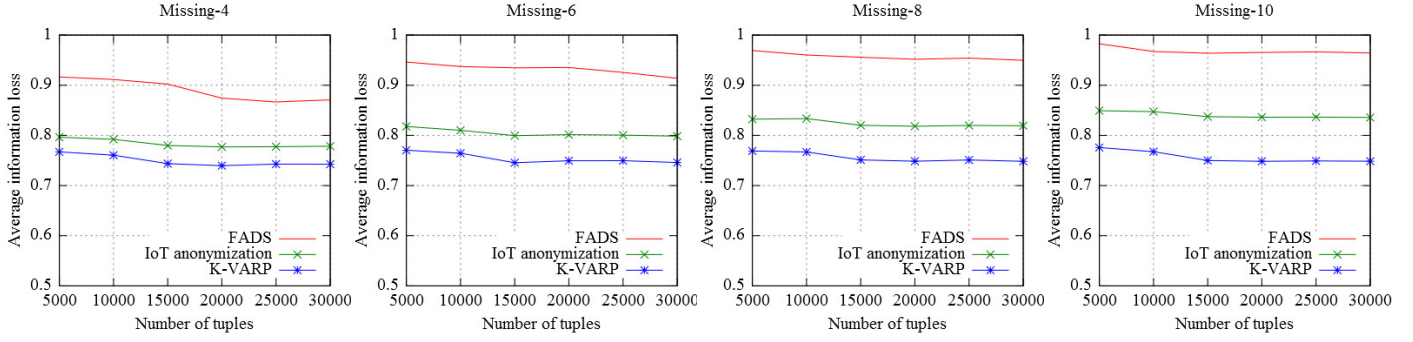 Missing-4
Average information loss
1
0.9
0.8
0.7
0.6
0.5
FADS
IoT anonymization
K-VARP
5000 10000 15000 20000 25000 30000
Number of tuples
Missing-6
Average information loss
1
0.9
0.8
0.7
0.6
0.5
FADS
IoT anonymization
K-VARP
5000 10000 15000 20000 25000 30000
Number of tuples
Missing-8
Average information loss
1
0.9
0.8
0.7
0.6
0.5
FADS
IoT anonymization
K-VARP
5000 10000 15000 20000 25000 30000
Number of tuples
Missing-10
Average information loss
1
0.9
0.8
0.7
0.6
0.5
FADS
IoT anonymization
K-VARP
5000 10000 15000 20000 25000 30000
Number of tuples